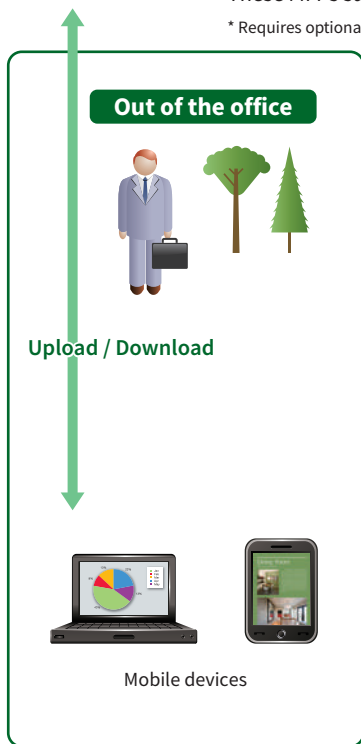 * Requires optiona
Out of the office
Upload / Download
Mobile devices